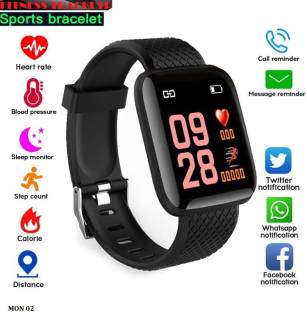 FITNESS TRACKER
Sports bracelet
Heart rate
Blood pressure
Sleep monitor
Step count
Calorie
Distance
MON 02
09
28
Call reminder
Message reminder
Twitter
notification
Whatsapp
notification
Facebook
notification